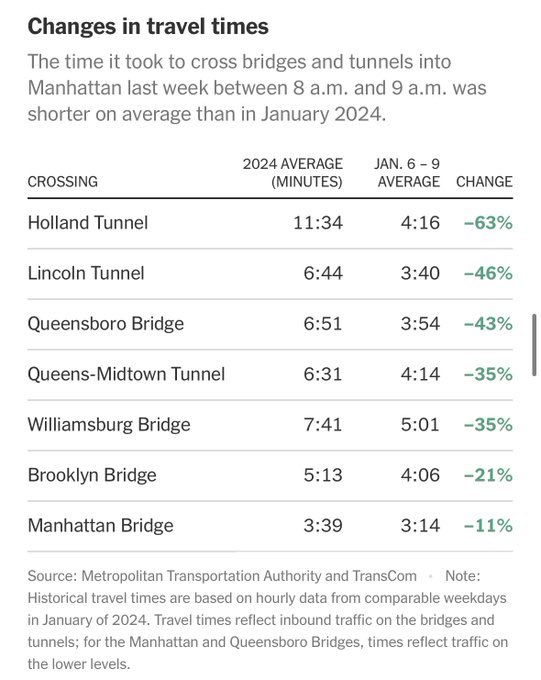 Changes in travel times
The time it took to cross bridges and tunnels into
Manhattan last week between 8 a.m. and 9 a.m. was
shorter on average than in January 2024.
2024 AVERAGE JAN. 6 – 9
CROSSING (MINUTES) AVERAGE CHANGE
Holland Tunnel 11:34 4:16 –63%
Lincoln Tunnel 6:44 3:40 –46%
Queensboro Bridge 6:51 3:54 –43%
Queens-Midtown Tunnel 6:31 4:14 –35%
Williamsburg Bridge 7:41 5:01 –35%
Brooklyn Bridge 5:13 4:06 –21%
Manhattan Bridge 3:39 3:14 –11%
Source: Metropolitan Transportation Authority and TransCom · Note:
Historical travel times are based on hourly data from comparable weekdays
in January of 2024. Travel times reflect inbound traffic on the bridges and
tunnels; for the Manhattan and Queensboro Bridges, times reflect traffic on
the lower levels.